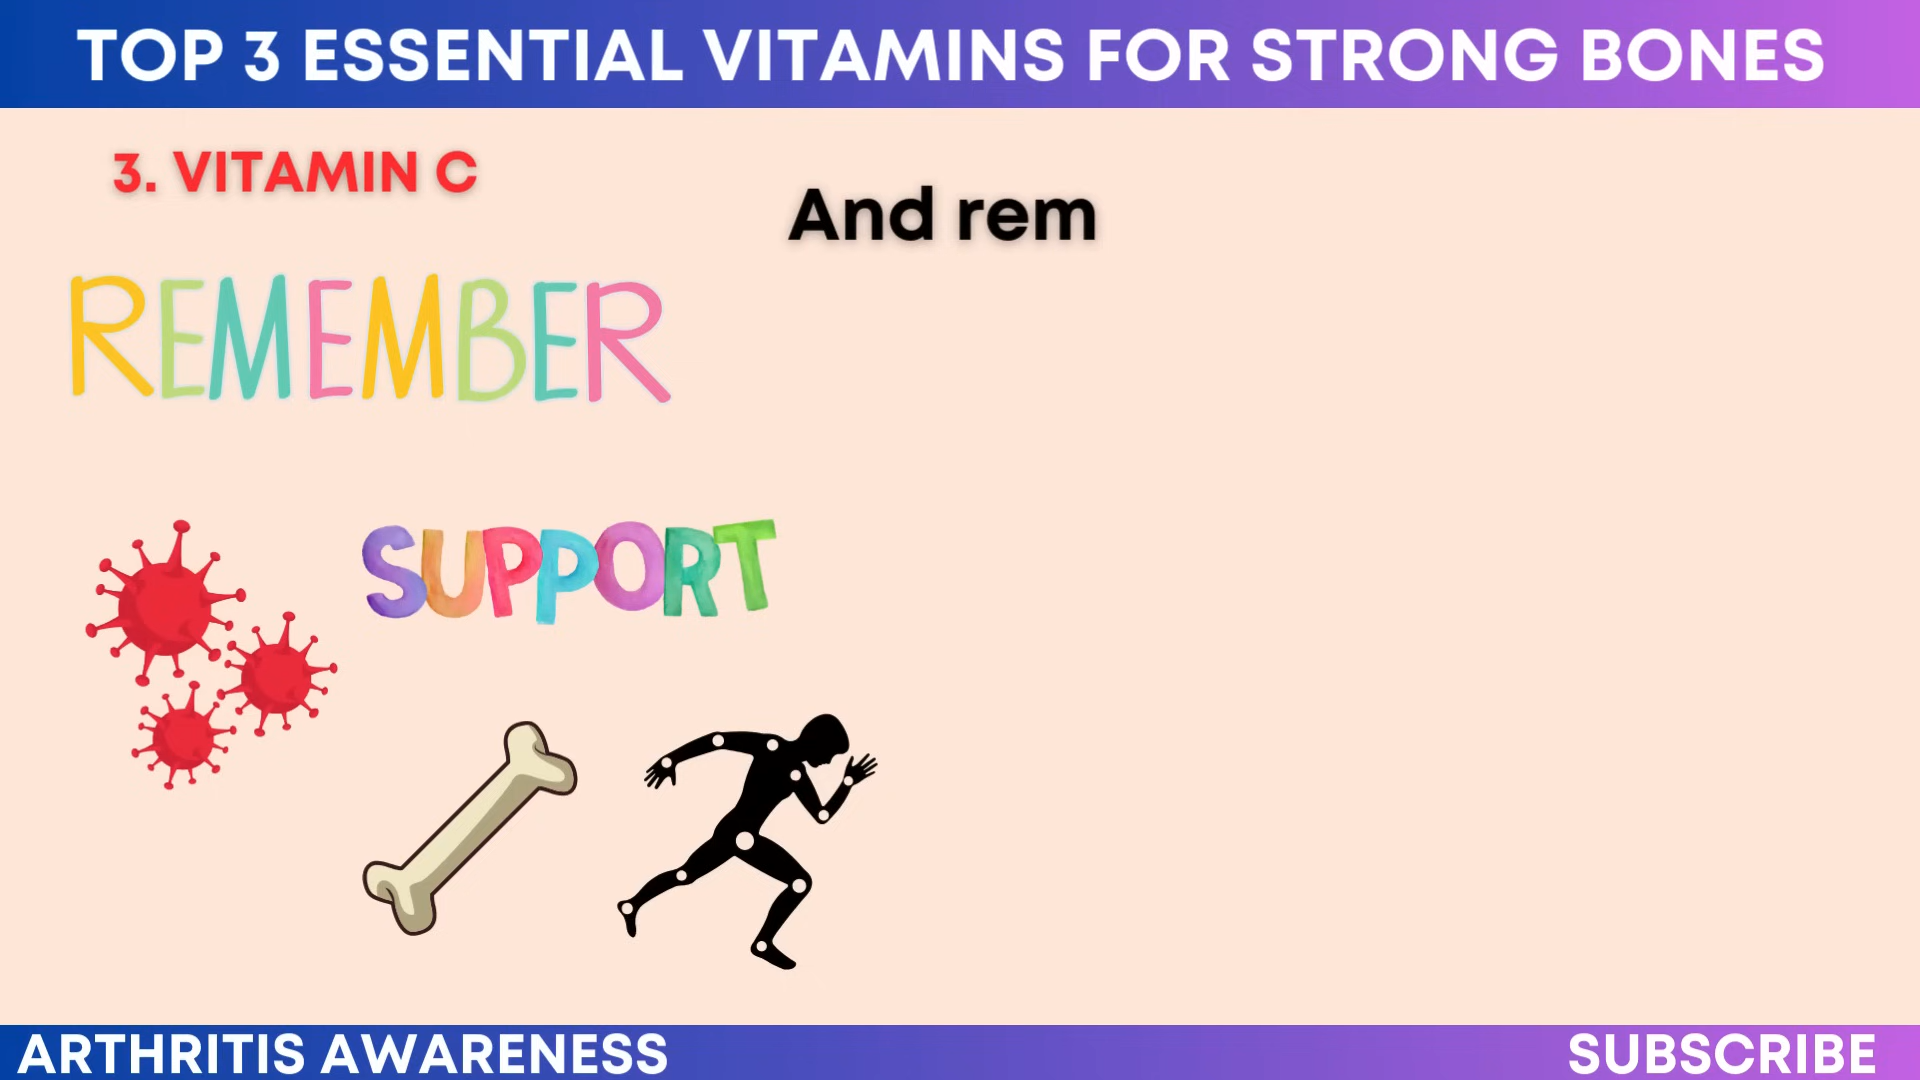 TOP 3 ESSENTIAL VITAMINS FOR STRONG BONES
3. VITAMIN C
And rem
REMEMBER
SUPPORT
ARTHRITIS AWARENESS
SUBSCRIBE